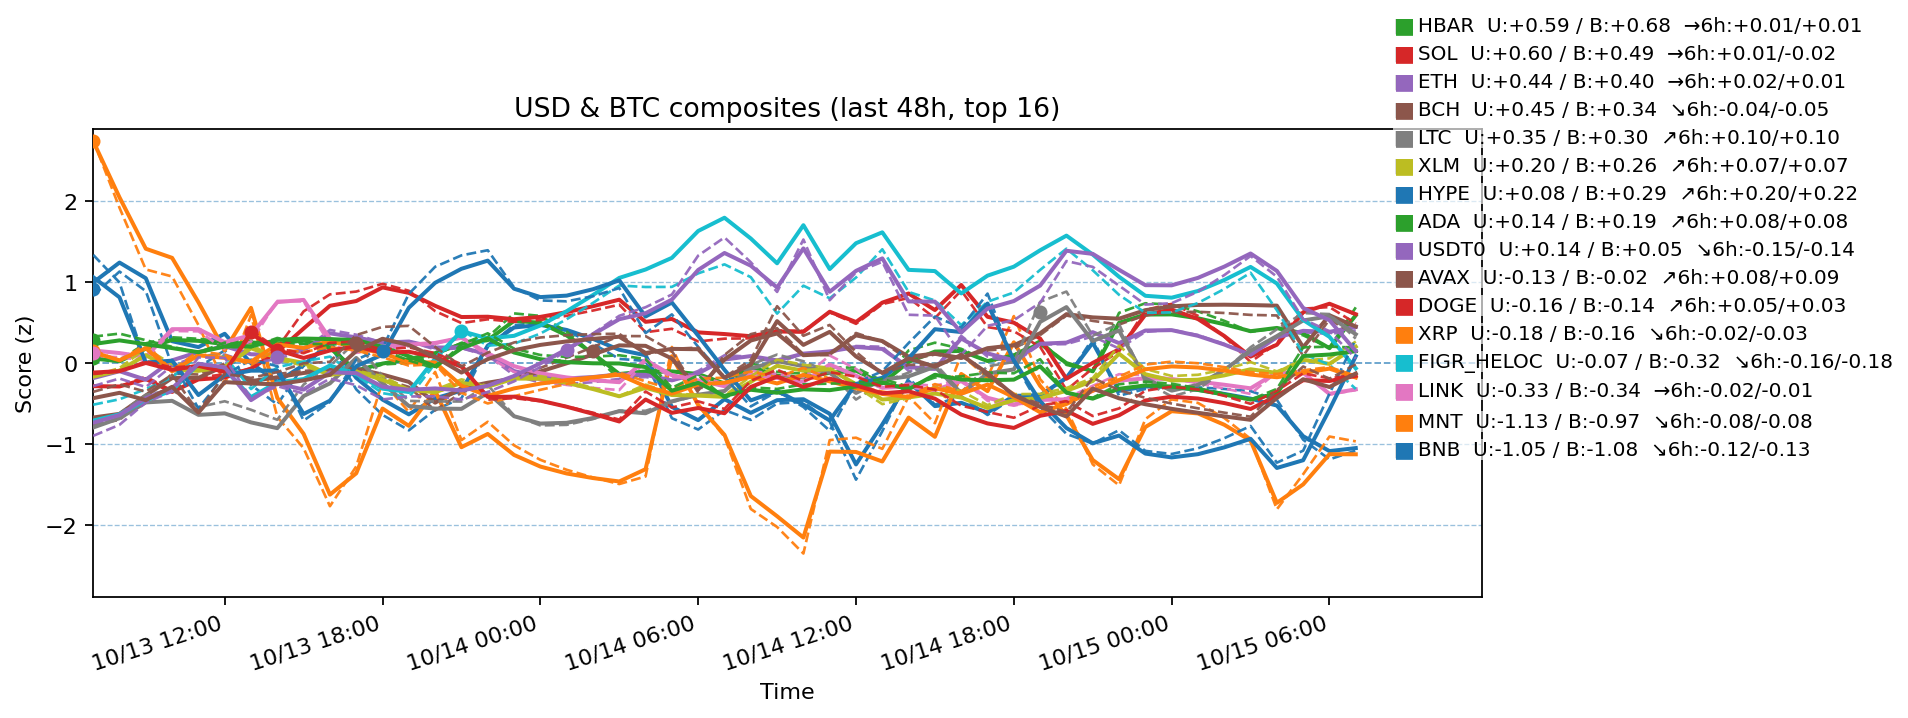 HBAR  U:+0.59 / B:+0.68  →6h:+0.01/+0.01
SOL  U:+0.60 / B:+0.49  →6h:+0.01/-0.02
ETH  U:+0.44 / B:+0.40  →6h:+0.02/+0.01
BCH  U:+0.45 / B:+0.34  ↘6h:-0.04/-0.05
LTC  U:+0.35 / B:+0.30  ↗6h:+0.10/+0.10
XLM  U:+0.20 / B:+0.26  ↗6h:+0.07/+0.07
HYPE  U:+0.08 / B:+0.29  ↗6h:+0.20/+0.22
ADA  U:+0.14 / B:+0.19  ↗6h:+0.08/+0.08
USDT0  U:+0.14 / B:+0.05  ↘6h:-0.15/-0.14
AVAX  U:-0.13 / B:-0.02  ↗6h:+0.08/+0.09
DOGE  U:-0.16 / B:-0.14  ↗6h:+0.05/+0.03
XRP  U:-0.18 / B:-0.16  ↘6h:-0.02/-0.03
FIGR_HELOC  U:-0.07 / B:-0.32  ↘6h:-0.16/-0.18
LINK  U:-0.33 / B:-0.34  →6h:-0.02/-0.01
MNT  U:-1.13 / B:-0.97  ↘6h:-0.08/-0.08
BNB  U:-1.05 / B:-1.08  ↘6h:-0.12/-0.13
USD & BTC composites (last 48h, top 16)
Score (z)
2
1
0
−1
−2
10/13 12:00
10/13 18:00
10/14 00:00
10/14 06:00
10/14 12:00
10/14 18:00
10/15 00:00
10/15 06:00
Time